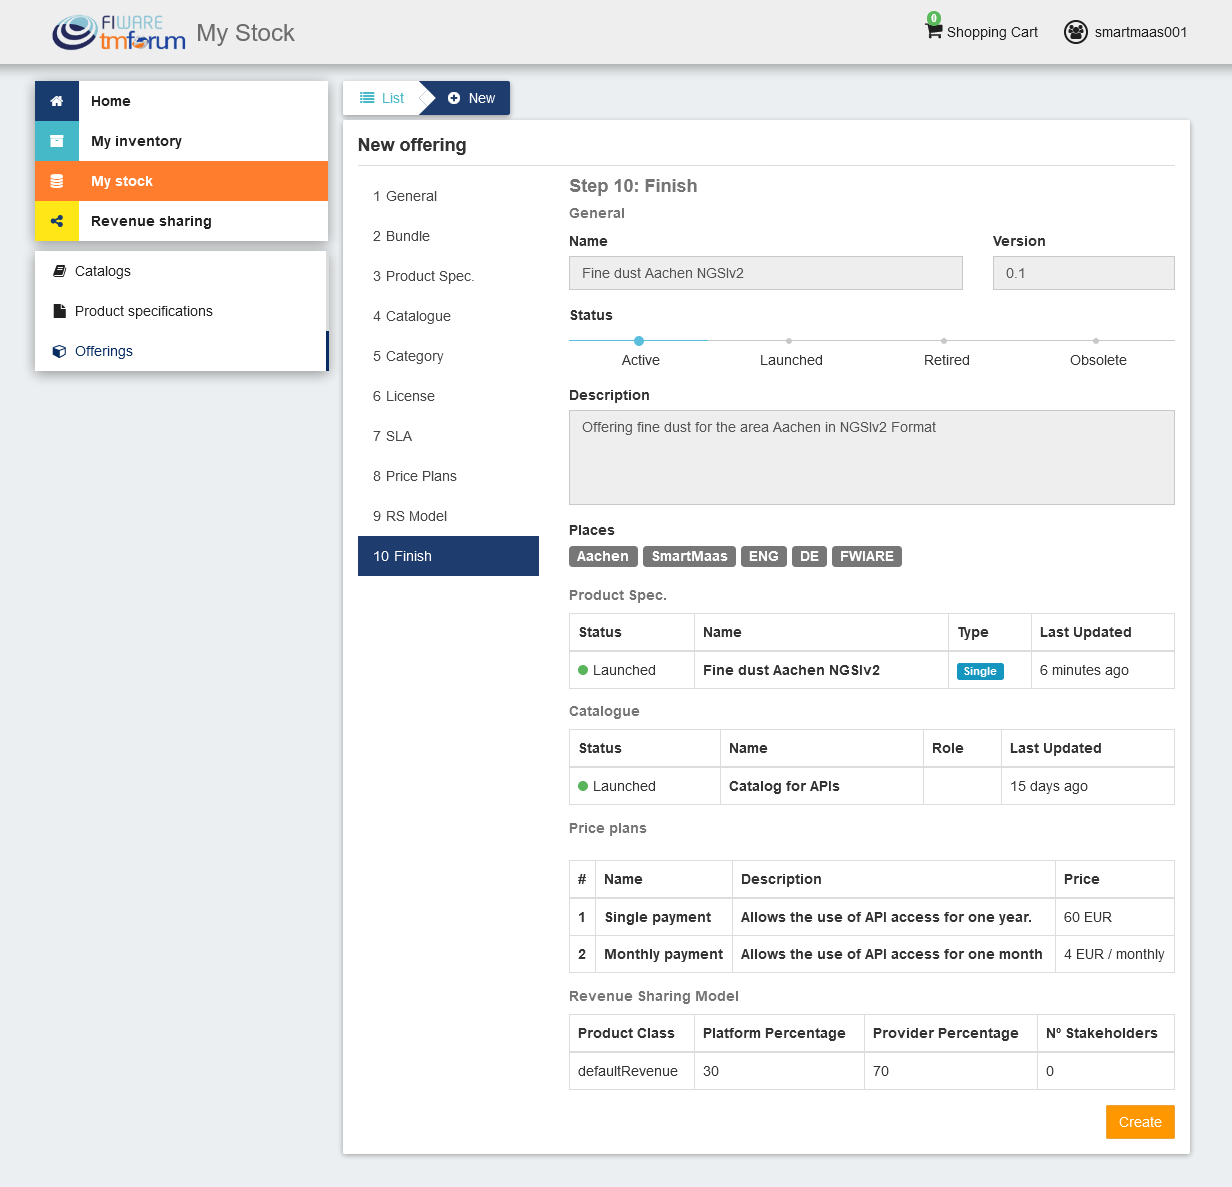 FIWARE
tmforum
My Stock
0
Shopping Cart
smartmaas001
Home
My inventory
My stock
Revenue sharing
Catalogs
Product specifications
Offerings
List
New
New offering
1 General
2 Bundle
3 Product Spec.
4 Catalogue
5 Category
6 License
7 SLA
8 Price Plans
9 RS Model
10 Finish
Step 10: Finish
General
Name
Version
Fine dust Aachen NGSIv2
0.1
Status
Active
Launched
Retired
Obsolete
Description
Offering fine dust for the area Aachen in NGSIv2 Format
Places
Aachen SmartMaas ENG DE FWIARE
Product Spec.
Status Name Type Last Updated
Launched Fine dust Aachen NGSIv2 Single 6 minutes ago
Catalogue
Status Name Role Last Updated
Launched Catalog for APIs 15 days ago
Price plans
# Name Description Price
1 Single payment Allows the use of API access for one year. 60 EUR
2 Monthly payment Allows the use of API access for one month 4 EUR / monthly
Revenue Sharing Model
Product Class Platform Percentage Provider Percentage Nº Stakeholders
defaultRevenue 30 70 0
Create